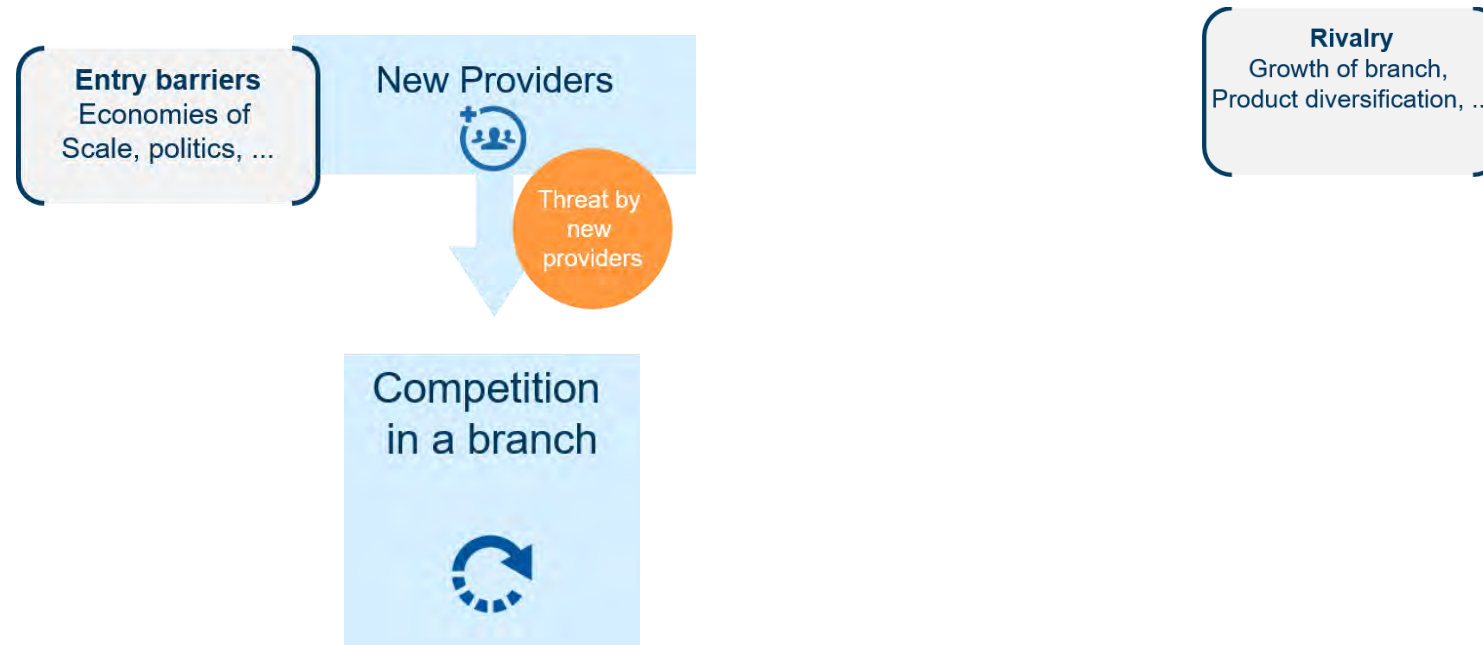 Entry barriers
Economies of
Scale, politics, ...
New Providers
Threat by
new
providers
Competition
in a branch
Rivalry
Growth of branch,
Product diversification, ..